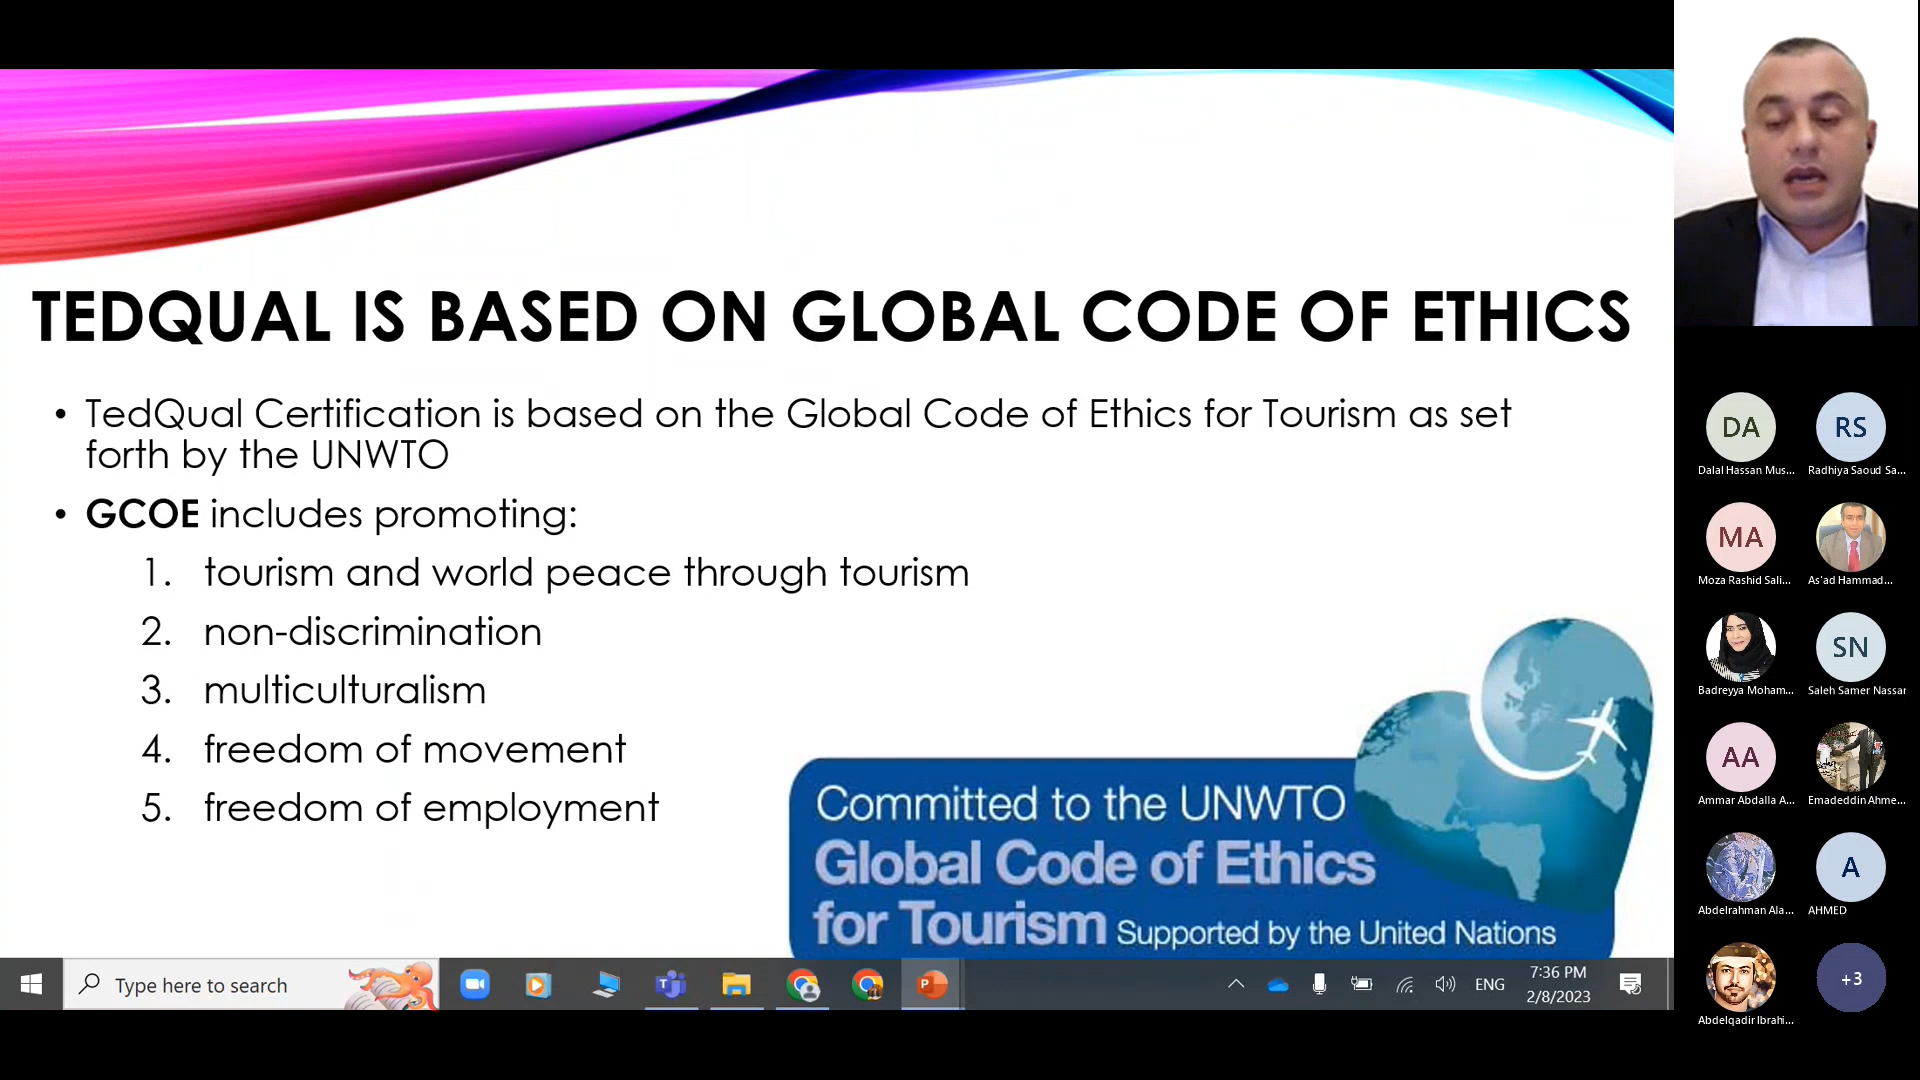 TEDQUAL IS BASED ON GLOBAL CODE OF ETHICS
• TedQual Certification is based on the Global Code of Ethics for Tourism as set
forth by the UNWTO
• GCOE includes promoting:
1. tourism and world peace through tourism
2. non-discrimination
3. multiculturalism
4. freedom of movement
5. freedom of employment
Committed to the UNWTO
Global Code of Ethics
for Tourism Supported by the United Nations
Type here to search
ENG
7:36 PM
2/8/2023
DA
RS
Dalal Hassan Mus...
Radhiya Saoud Sa...
MA
Moza Rashid Sali...
As'ad Hammad...
SN
Badreyya Moham...
Saleh Samer Nassar
AA
Ammar Abdalla A...
Emadeddin Ahme...
A
Abdelrahman Ala...
AHMED
+3
Abdelqadir Ibrahi...